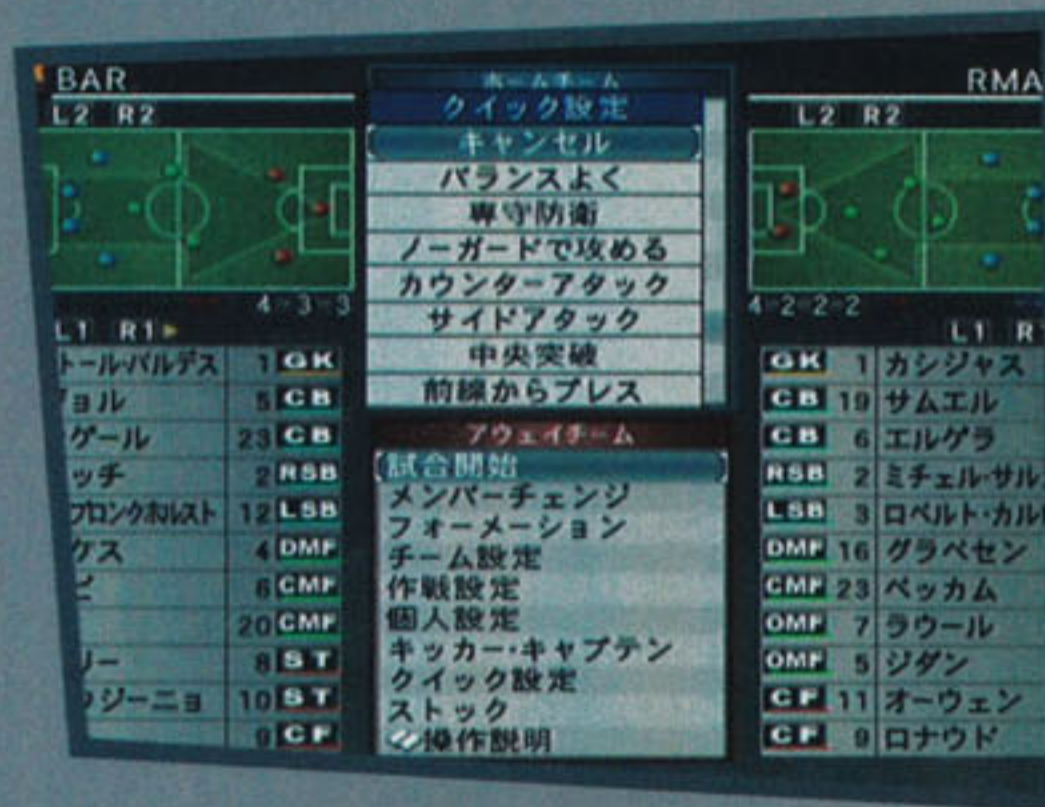 BAR
L2 R2
4-3-3
L1 R1
トール・バルデス 1 GK
ョル 5 CB
ゲール 23 CB
ッチ 2 RSB
ブロンクホルスト 12 LSB
ケス 4 DMF
6 CMF
20 CMF
リー 8 ST
ッジーニョ 10 ST
9 CF
ホームチーム
クイック設定
キャンセル
バランスよく
専守防衛
ノーガードで攻める
カウンターアタック
サイドアタック
中央突破
前線からプレス
アウェイチーム
試合開始
メンバーチェンジ
フォーメーション
チーム設定
作戦設定
個人設定
キッカー・キャプテン
クイック設定
ストック
操作説明
RMA
L2 R2
4-2-2-2
L1 R
GK 1 カシジャス
CB 19 サムエル
CB 6 エルゲラ
RSB 2 ミチェル・サル
LSB 3 ロベルト・カル
DMF 16 グラベセン
CMF 23 ベッカム
OMF 7 ラウール
OMF 5 ジダン
CF 11 オーウェン
CF 9 ロナウド